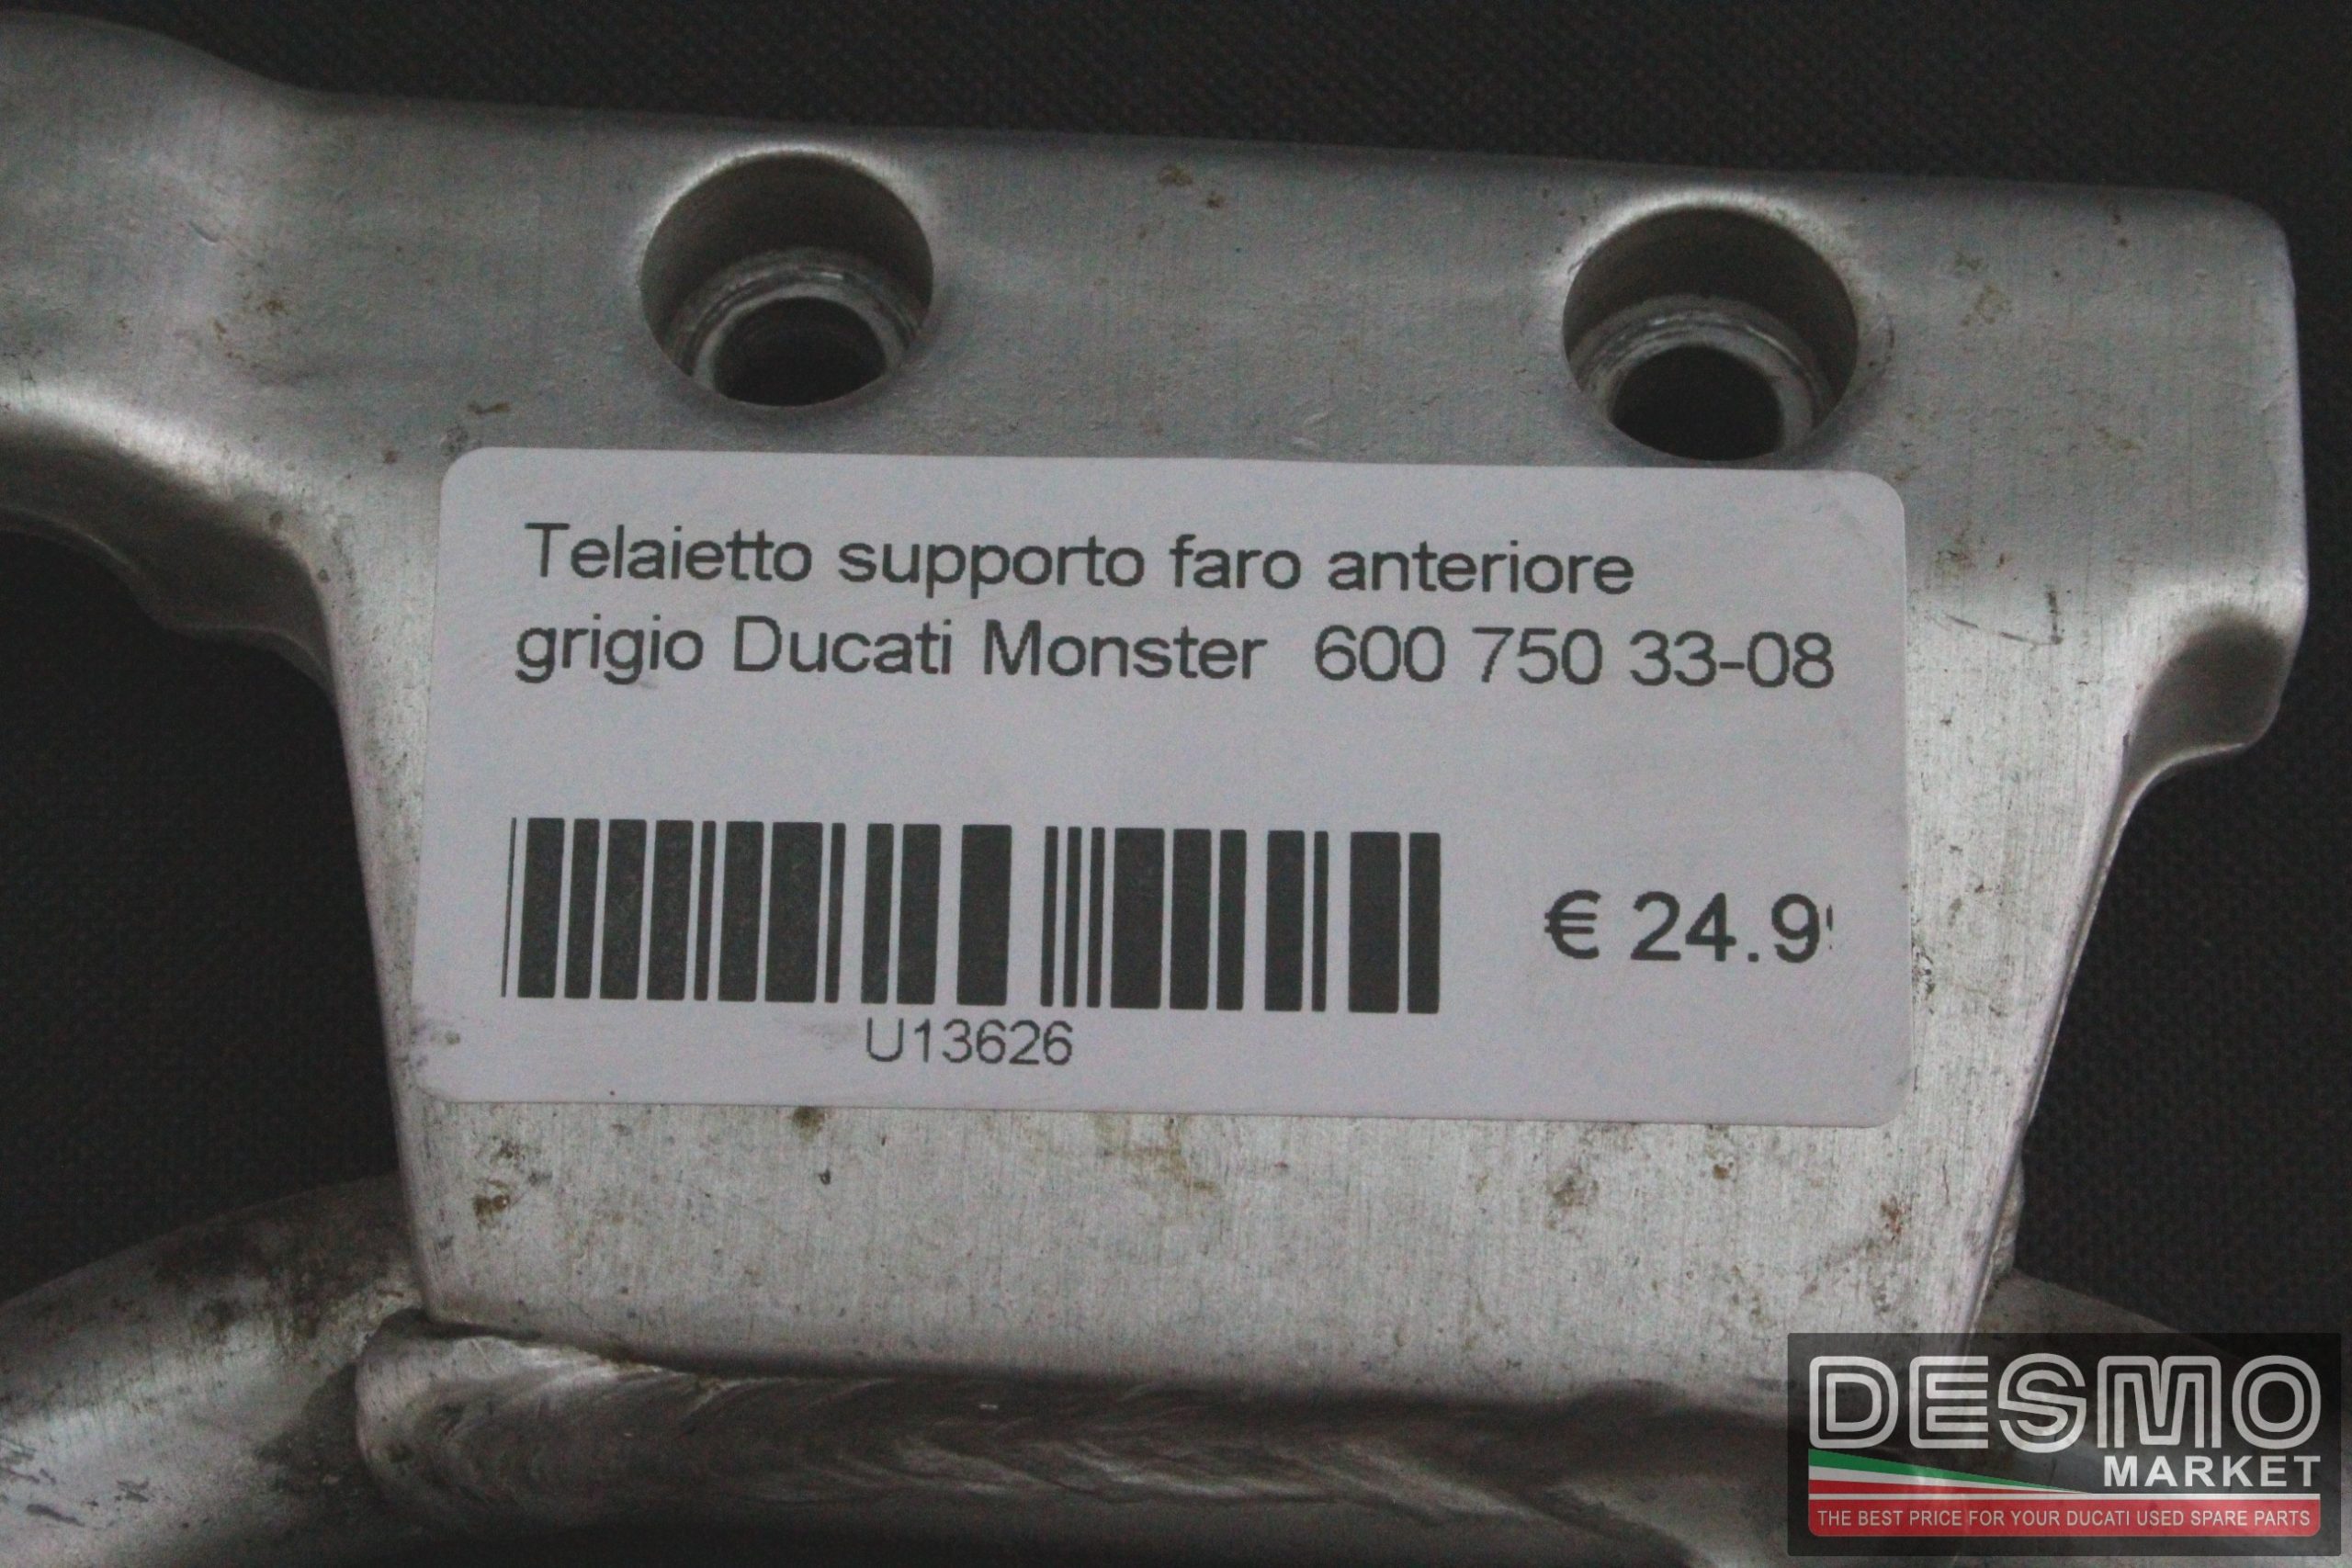 Telaietto supporto faro anteriore
grigio Ducati Monster 600 750 33-08
€ 24.9
U13626
DESMO
MARKET
THE BEST PRICE FOR YOUR DUCATI USED SPARE PARTS